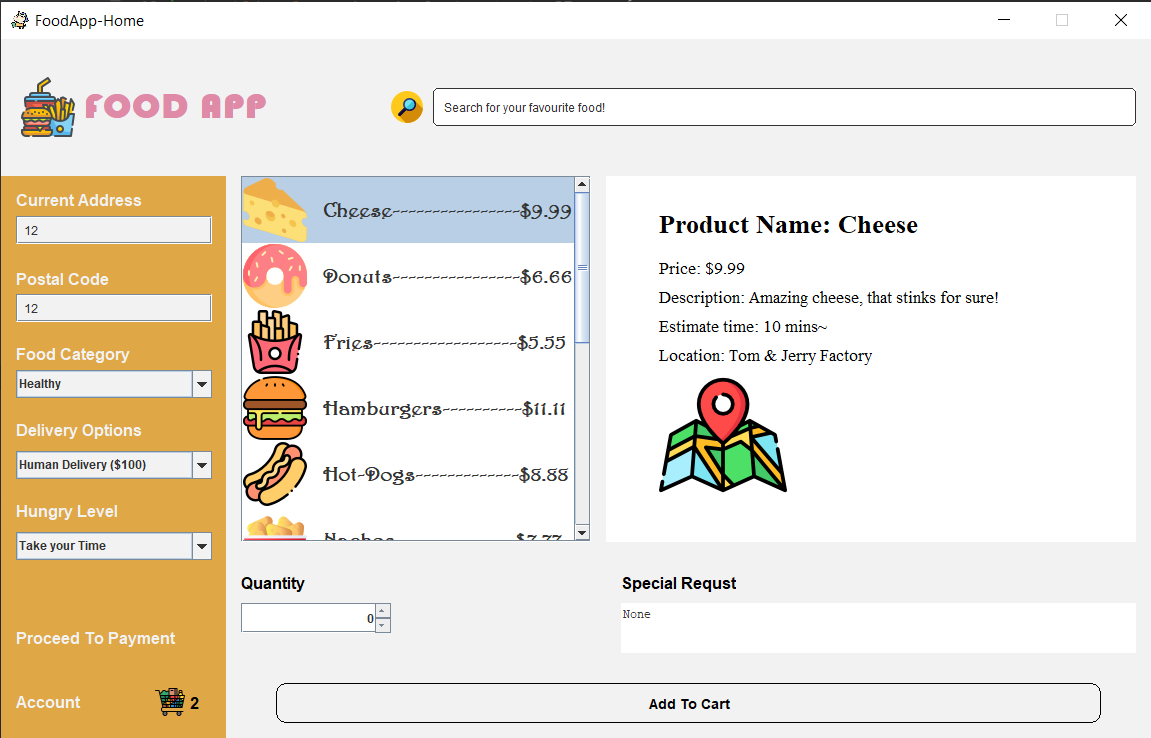 FoodApp-Home
FOOD APP
Search for your favourite food!
Current Address
12
Postal Code
12
Food Category
Healthy
Delivery Options
Human Delivery ($100)
Hungry Level
Take your Time
Proceed To Payment
Account
2
Cheese----------------$9.99
Donuts----------------$6.66
Fries------------------$5.55
Hamburgers----------$11.11
Hot-Dogs-------------$8.88
Product Name: Cheese
Price: $9.99
Description: Amazing cheese, that stinks for sure!
Estimate time: 10 mins~
Location: Tom & Jerry Factory
Quantity
0
Special Requst
None
Add To Cart